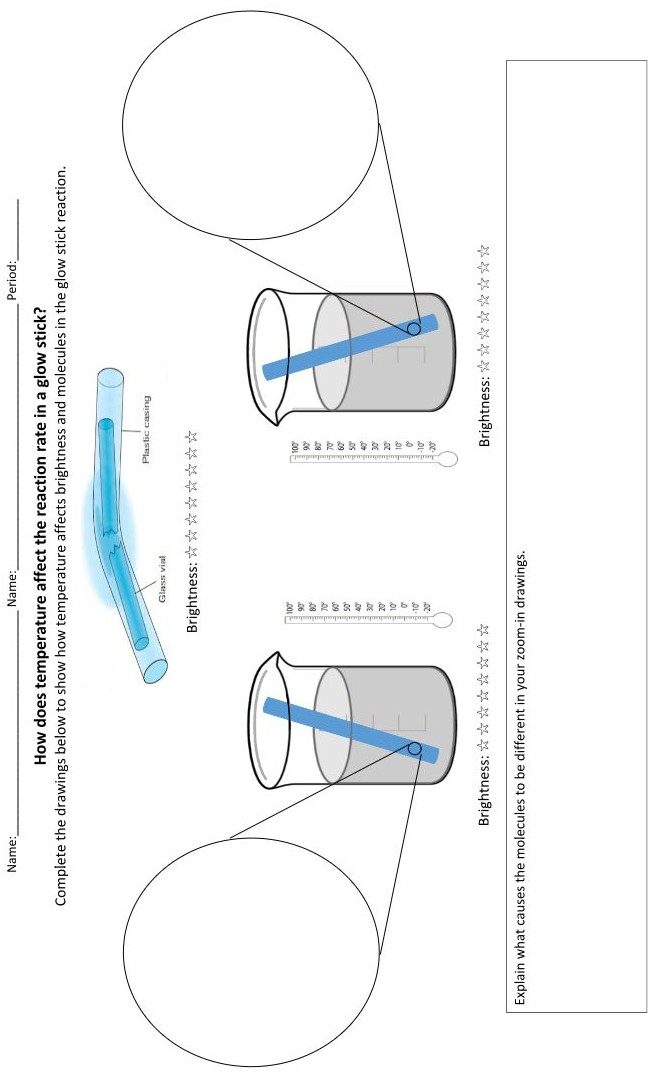 Name:____________________ Name:____________________ Period:________
How does temperature affect the reaction rate in a glow stick?
Complete the drawings below to show how temperature affects brightness and molecules in the glow stick reaction.
Glass vial
Plastic casing
Brightness: ☆ ☆ ☆ ☆ ☆ ☆ ☆ ☆
100°
90°
80°
70°
60°
50°
40°
30°
20°
10°
0°
-10°
-20°
100°
90°
80°
70°
60°
50°
40°
30°
20°
10°
0°
-10°
-20°
Brightness: ☆ ☆ ☆ ☆ ☆ ☆ ☆ ☆
Brightness: ☆ ☆ ☆ ☆ ☆ ☆ ☆ ☆
Explain what causes the molecules to be different in your zoom-in drawings.